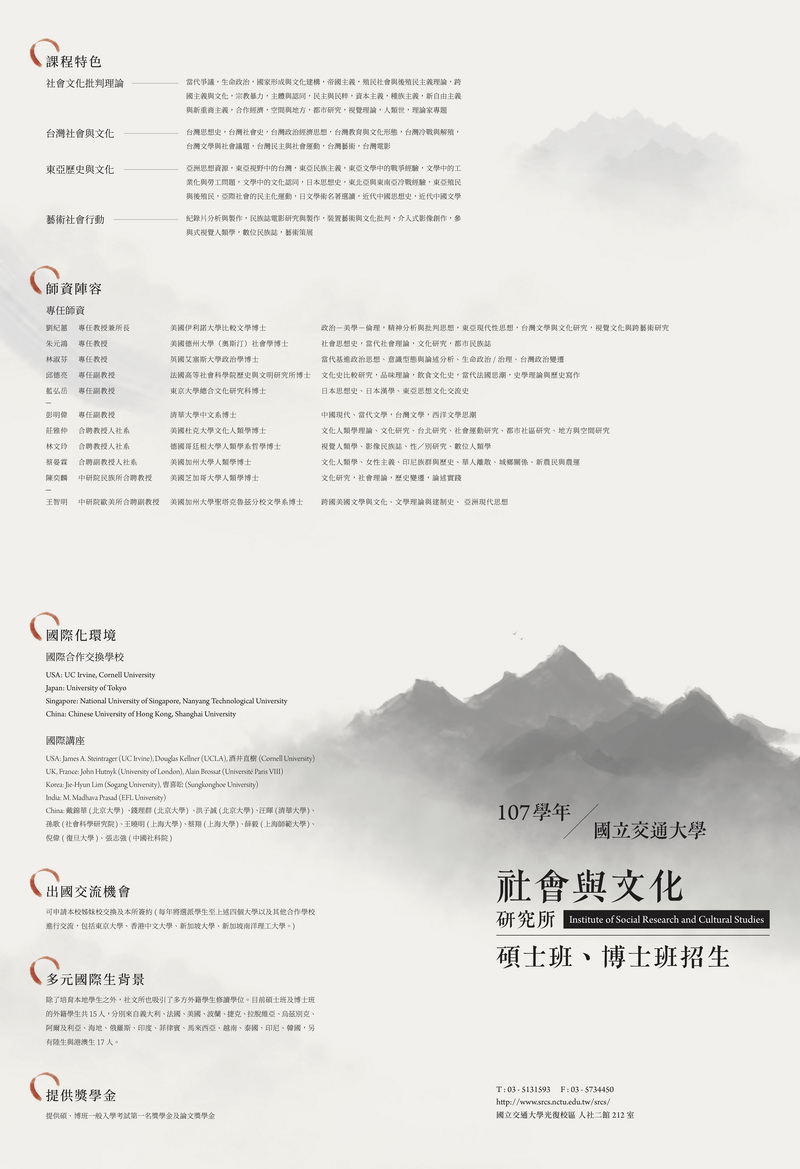 課程特色
社會文化批判理論
當代爭議，生命政治，國家形成與文化建構，帝國主義，殖民社會與後殖民主義理論，跨
國主義與文化，宗教暴力，主體與認同，民主與民粹，資本主義，種族主義，新自由主義
與新重商主義，合作經濟，空間與地方，都市研究，視覺理論，人類世，理論家專題
台灣社會與文化
台灣思想史，台灣社會史，台灣政治經濟思想，台灣教育與文化形態，台灣冷戰與解殖，
台灣文學與社會議題，台灣民主與社會運動，台灣藝術，台灣電影
東亞歷史與文化
亞洲思想資源，東亞視野中的台灣，東亞民族主義，東亞文學中的戰爭經驗，文學中的工
業化與勞工問題，文學中的文化認同，日本思想史，東北亞與東南亞冷戰經驗，東亞殖民
與後殖民，亞際社會的民主化運動，日文學術名著選讀，近代中國思想史，近代中國文學
藝術社會行動
紀錄片分析與製作，民族誌電影研究與製作，裝置藝術與文化批判，介入式影像創作，參
與式視覺人類學，數位民族誌，藝術策展
師資陣容
專任師資
劉紀蕙 專任教授兼所長 美國伊利諾大學比較文學博士 政治－美學－倫理，精神分析與批判思想，東亞現代性思想，台灣文學與文化研究，視覺文化與跨藝術研究
朱元鴻 專任教授 美國德州大學（奧斯汀）社會學博士 社會思想史，當代社會理論，文化研究，都市民族誌
林淑芬 專任教授 英國艾塞斯大學政治學博士 當代基進政治思想、意識型態與論述分析、生命政治 / 治理、台灣政治變遷
邱德亮 專任副教授 法國高等社會科學院歷史與文明研究所博士 文化史比較研究，品味理論，飲食文化史，當代法國思潮，史學理論與歷史寫作
藍弘岳 專任副教授 東京大學總合文化研究科博士 日本思想史、日本漢學、東亞思想文化交流史
—
彭明偉 專任副教授 清華大學中文系博士 中國現代、當代文學，台灣文學，西洋文學思潮
莊雅仲 合聘教授人社系 美國杜克大學文化人類學博士 文化人類學理論、文化研究、台北研究、社會運動研究、都市社區研究、地方與空間研究
林文玲 合聘教授人社系 德國哥廷根大學人類學系哲學博士 視覺人類學、影像民族誌、性／別研究、數位人類學
蔡晏霖 合聘副教授人社系 美國加州大學人類學博士 文化人類學、女性主義、印尼族群與歷史、華人離散、城鄉關係、新農民與農運
陳奕麟 中研院民族所合聘教授 美國芝加哥大學人類學博士 文化研究，社會理論，歷史變遷，論述實踐
—
王智明 中研院歐美所合聘副教授 美國加州大學聖塔克魯茲分校文學系博士 跨國美國文學與文化、文學理論與建制史、 亞洲現代思想
國際化環境
國際合作交換學校
USA: UC Irvine, Cornell University
Japan: University of Tokyo
Singapore: National University of Singapore, Nanyang Technological University
China: Chinese University of Hong Kong, Shanghai University
國際講座
USA: James A. Steintrager (UC Irvine), Douglas Kellner (UCLA), 酒井直樹 (Cornell University)
UK, France: John Hutnyk (University of London), Alain Brossat (Université Paris VIII)
Korea: Jie-Hyun Lim (Sogang University), 曹喜昖 (Sungkonghoe University)
India: M. Madhava Prasad (EFL University)
China: 戴錦華 (北京大學) 、錢理群 (北京大學)、洪子誠 (北京大學)、汪暉 (清華大學)、
孫歌 (社會科學研究院)、王曉明 (上海大學)、蔡翔 (上海大學)、薛毅 (上海師範大學)、
倪偉 (復旦大學)、張志強 (中國社科院)
出國交流機會
可申請本校姊妹校交換及本所簽約 ( 每年將選派學生至上述四個大學以及其他合作學校
進行交流，包括東京大學、香港中文大學、新加坡大學、新加坡南洋理工大學。)
多元國際生背景
除了培育本地學生之外，社文所也吸引了多方外籍學生修讀學位。目前碩士班及博士班
的外籍學生共 15 人，分別來自義大利、法國、美國、波蘭、捷克、拉脫維亞、烏茲別克、
阿爾及利亞、海地、俄羅斯、印度、菲律賓、馬來西亞、越南、泰國，印尼、韓國，另
有陸生與港澳生 17 人。
提供獎學金
提供碩、博班一般入學考試第一名獎學金及論文獎學金
107學年
國立交通大學
社會與文化
研究所 Institute of Social Research and Cultural Studies
碩士班、博士班招生
T : 03 - 5131593 F : 03 - 5734450
http://www.srcs.nctu.edu.tw/srcs/
國立交通大學光復校區 人社二館 212 室